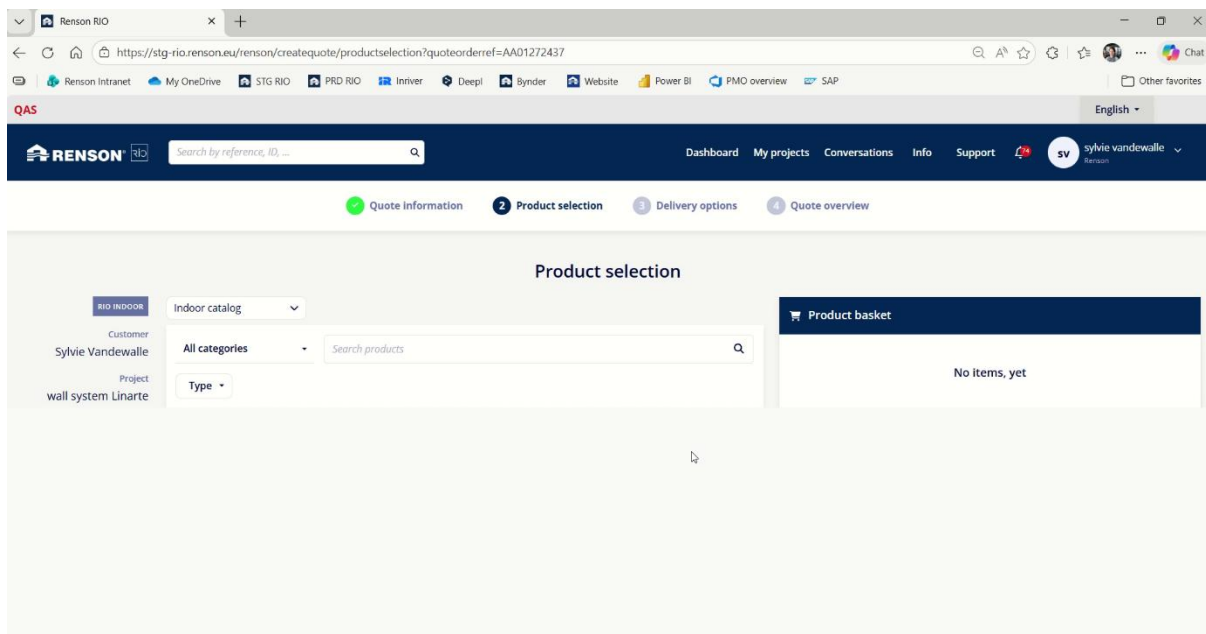 Renson RIO
https://stg-rio.renson.eu/renson/createquote/productselection?quoteorderref=AA01272437
Chat
Renson Intranet My OneDrive STG RIO PRD RIO Inriver Deepl Bynder Website Power BI PMO overview SAP Other favorites
QAS English
RENSON RIO Search by reference, ID, ... Dashboard My projects Conversations Info Support 74 SV sylvie vandewalle
Renson
Quote information 2 Product selection 3 Delivery options 4 Quote overview
Product selection
RIO INDOOR Indoor catalog Product basket
Customer
Sylvie Vandewalle All categories Search products
No items, yet
Project
wall system Linarte Type